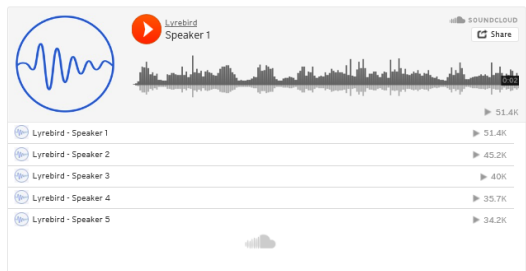 Lyrebird
SOUNDCLOUD
Speaker 1
Share
0:02
51.4K
Lyrebird - Speaker 1 51.4K
Lyrebird - Speaker 2 45.2K
Lyrebird - Speaker 3 40K
Lyrebird - Speaker 4 35.7K
Lyrebird - Speaker 5 34.2K